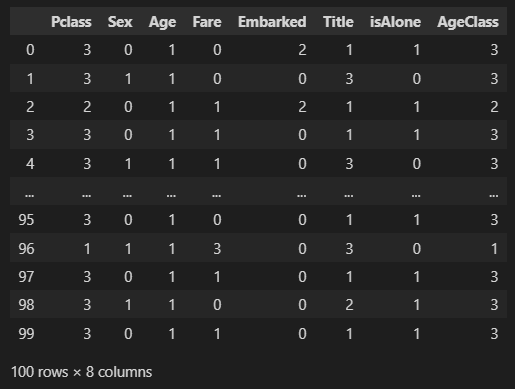 Pclass Sex Age Fare Embarked Title isAlone AgeClass
0 3 0 1 0 2 1 1 3
1 3 1 1 0 0 3 0 3
2 2 0 1 1 2 1 1 2
3 3 0 1 1 0 1 1 3
4 3 1 1 1 0 3 0 3
... ... ... ... ... ... ... ... ...
95 3 0 1 0 0 1 1 3
96 1 1 1 3 0 3 0 1
97 3 0 1 1 0 1 1 3
98 3 1 1 0 0 2 1 3
99 3 0 1 1 0 1 1 3
100 rows × 8 columns